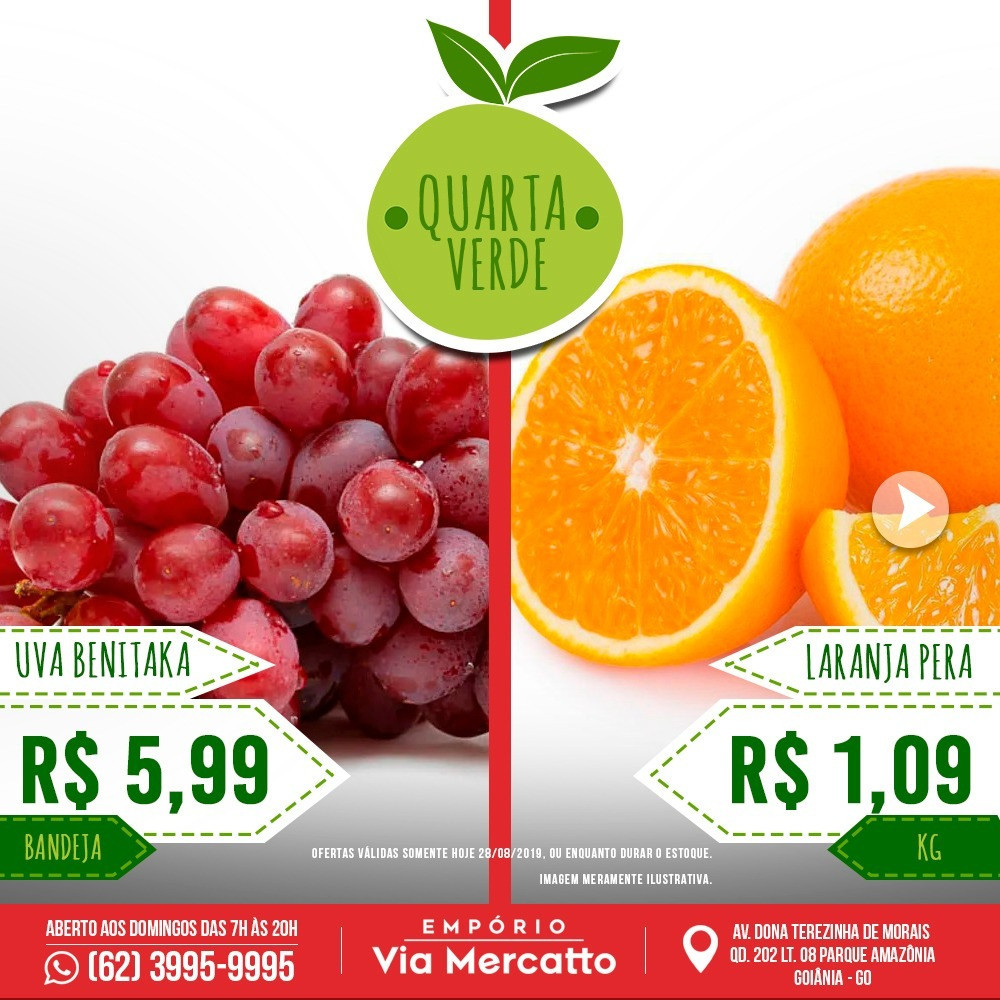 QUARTA
VERDE
UVA BENITAKA
R$ 5,99
BANDEJA
LARANJA PERA
R$ 1,09
KG
OFERTAS VÁLIDAS SOMENTE HOJE 28/08/2019, OU ENQUANTO DURAR O ESTOQUE.
IMAGEM MERAMENTE ILUSTRATIVA.
ABERTO AOS DOMINGOS DAS 7H ÀS 20H
(62) 3995-9995
EMPÓRIO
Via Mercatto
AV. DONA TEREZINHA DE MORAIS
QD. 202 LT. 08 PARQUE AMAZÔNIA
GOIÂNIA - GO